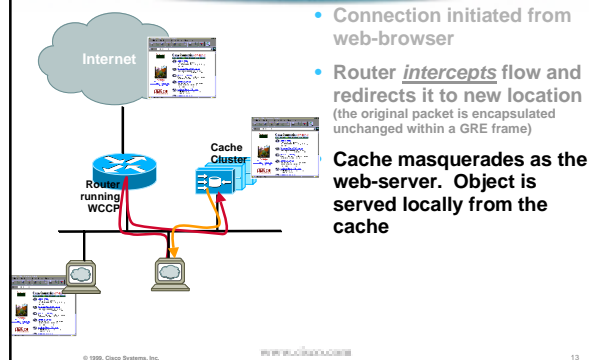 Internet
Cache
Cluster
Router
running
WCCP
Connection initiated from
web-browser
Router intercepts flow and
redirects it to new location
(the original packet is encapsulated
unchanged within a GRE frame)
Cache masquerades as the
web-server. Object is
served locally from the
cache
© 1999, Cisco Systems, Inc.
13